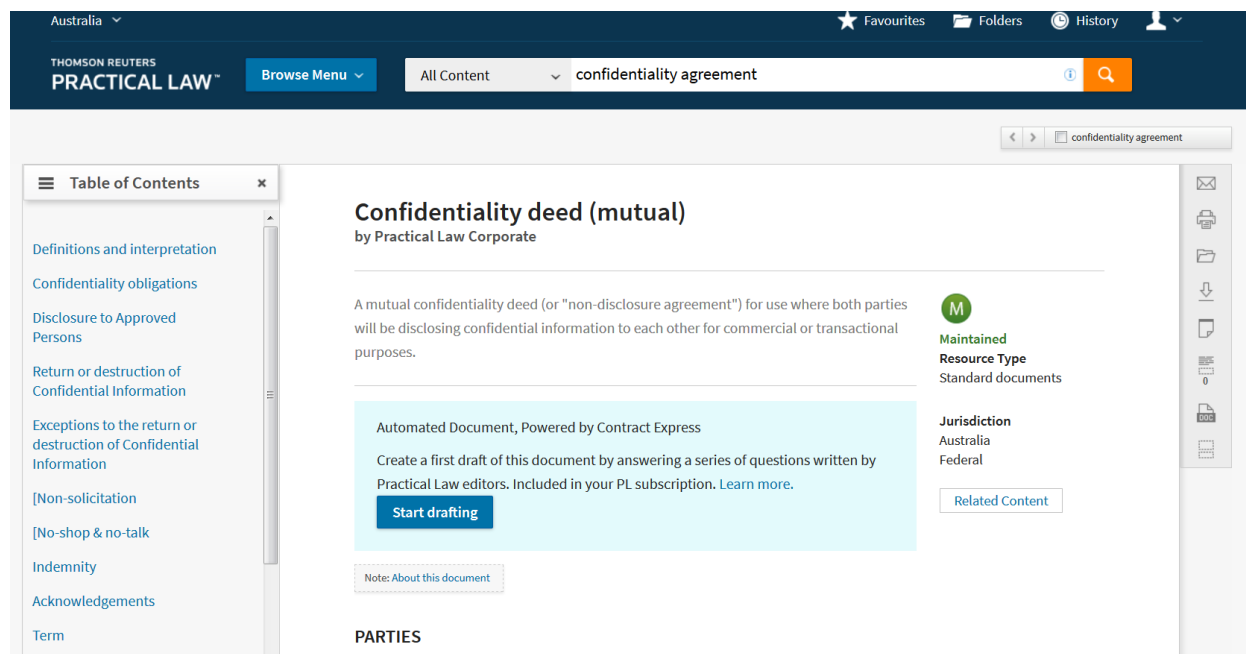 Australia
Favourites
Folders
History
THOMSON REUTERS
PRACTICAL LAW™
Browse Menu
All Content
confidentiality agreement
confidentiality agreement
Table of Contents
Definitions and interpretation
Confidentiality obligations
Disclosure to Approved
Persons
Return or destruction of
Confidential Information
Exceptions to the return or
destruction of Confidential
Information
[Non-solicitation
[No-shop & no-talk
Indemnity
Acknowledgements
Term
Confidentiality deed (mutual)
by Practical Law Corporate
A mutual confidentiality deed (or "non-disclosure agreement") for use where both parties
will be disclosing confidential information to each other for commercial or transactional
purposes.
Automated Document, Powered by Contract Express
Create a first draft of this document by answering a series of questions written by
Practical Law editors. Included in your PL subscription. Learn more.
Start drafting
Note: About this document
PARTIES
M
Maintained
Resource Type
Standard documents
Jurisdiction
Australia
Federal
Related Content
0
DOC